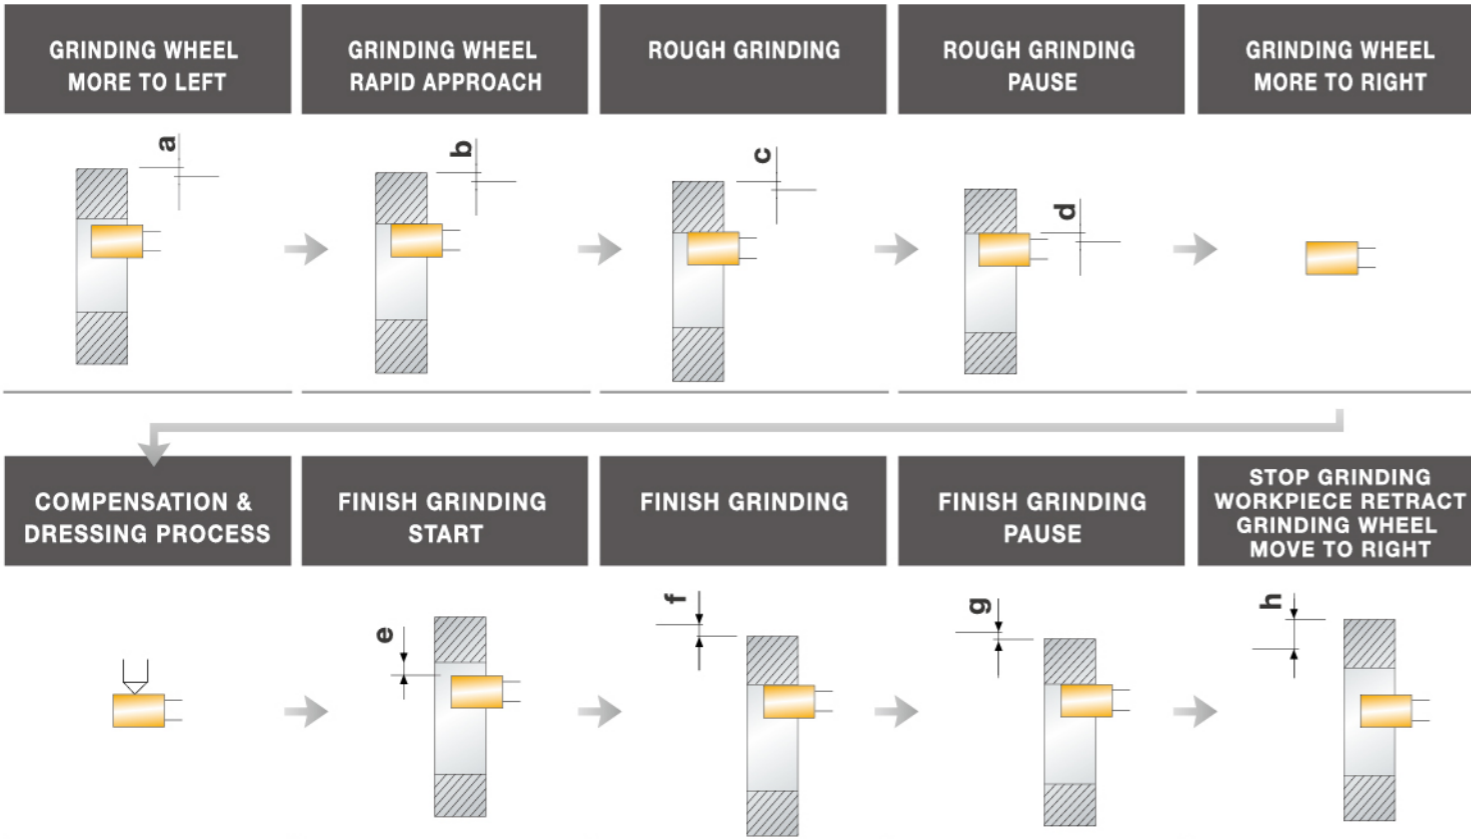 GRINDING WHEEL
MORE TO LEFT
GRINDING WHEEL
RAPID APPROACH
ROUGH GRINDING
ROUGH GRINDING
PAUSE
GRINDING WHEEL
MORE TO RIGHT
a
b
c
d
COMPENSATION &
DRESSING PROCESS
FINISH GRINDING
START
FINISH GRINDING
FINISH GRINDING
PAUSE
STOP GRINDING
WORKPIECE RETRACT
GRINDING WHEEL
MOVE TO RIGHT
e
f
g
h